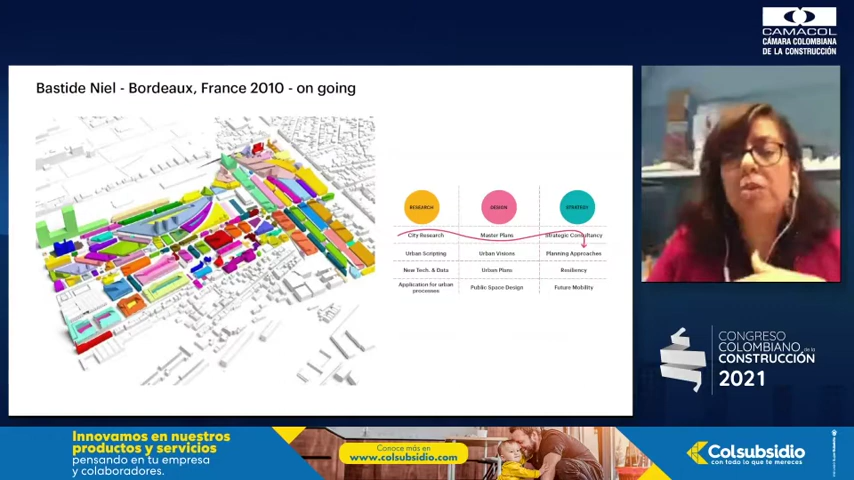 CAMACOL
CÁMARA COLOMBIANA
DE LA CONSTRUCCIÓN
Bastide Niel - Bordeaux, France 2010 - on going
RESEARCH
DESIGN
STRATEGY
City Research
Master Plans
Strategic Consultancy
Urban Scripting
Urban Visions
Planning Approaches
New Tech. & Data
Urban Plans
Resiliency
Application for urban
processes
Public Space Design
Future Mobility
CONGRESO
COLOMBIANO de la
CONSTRUCCIÓN
2021
Innovamos en nuestros
productos y servicios
pensando en tu empresa
y colaboradores.
Conoce más en
www.colsubsidio.com
Colsubsidio
con todo lo que te mereces